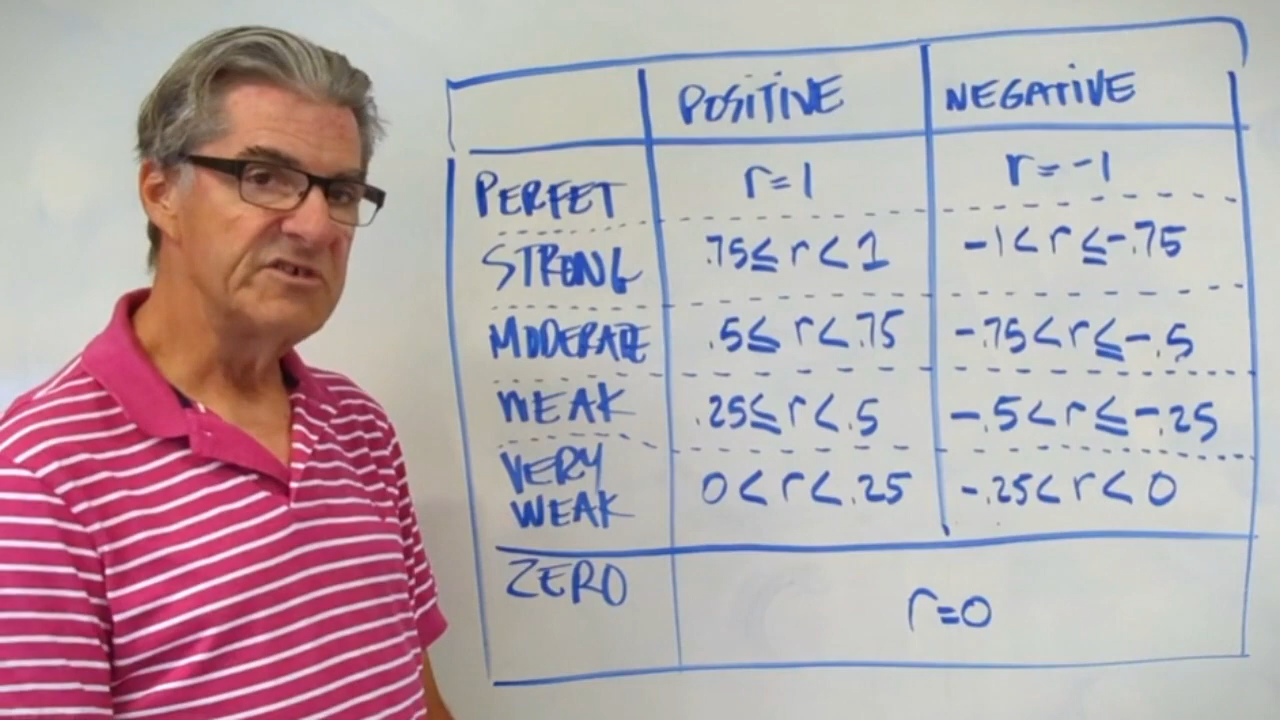 POSITIVE NEGATIVE
PERFET r=1 r=-1
STRONG .75≤ r < 1 -1< r ≤-.75
MODERATE .5≤ r <.75 -.75< r ≤-.5
WEAK .25≤ r <.5 -.5< r ≤-.25
VERY
WEAK 0< r <.25 -.25< r < 0
ZERO r=0